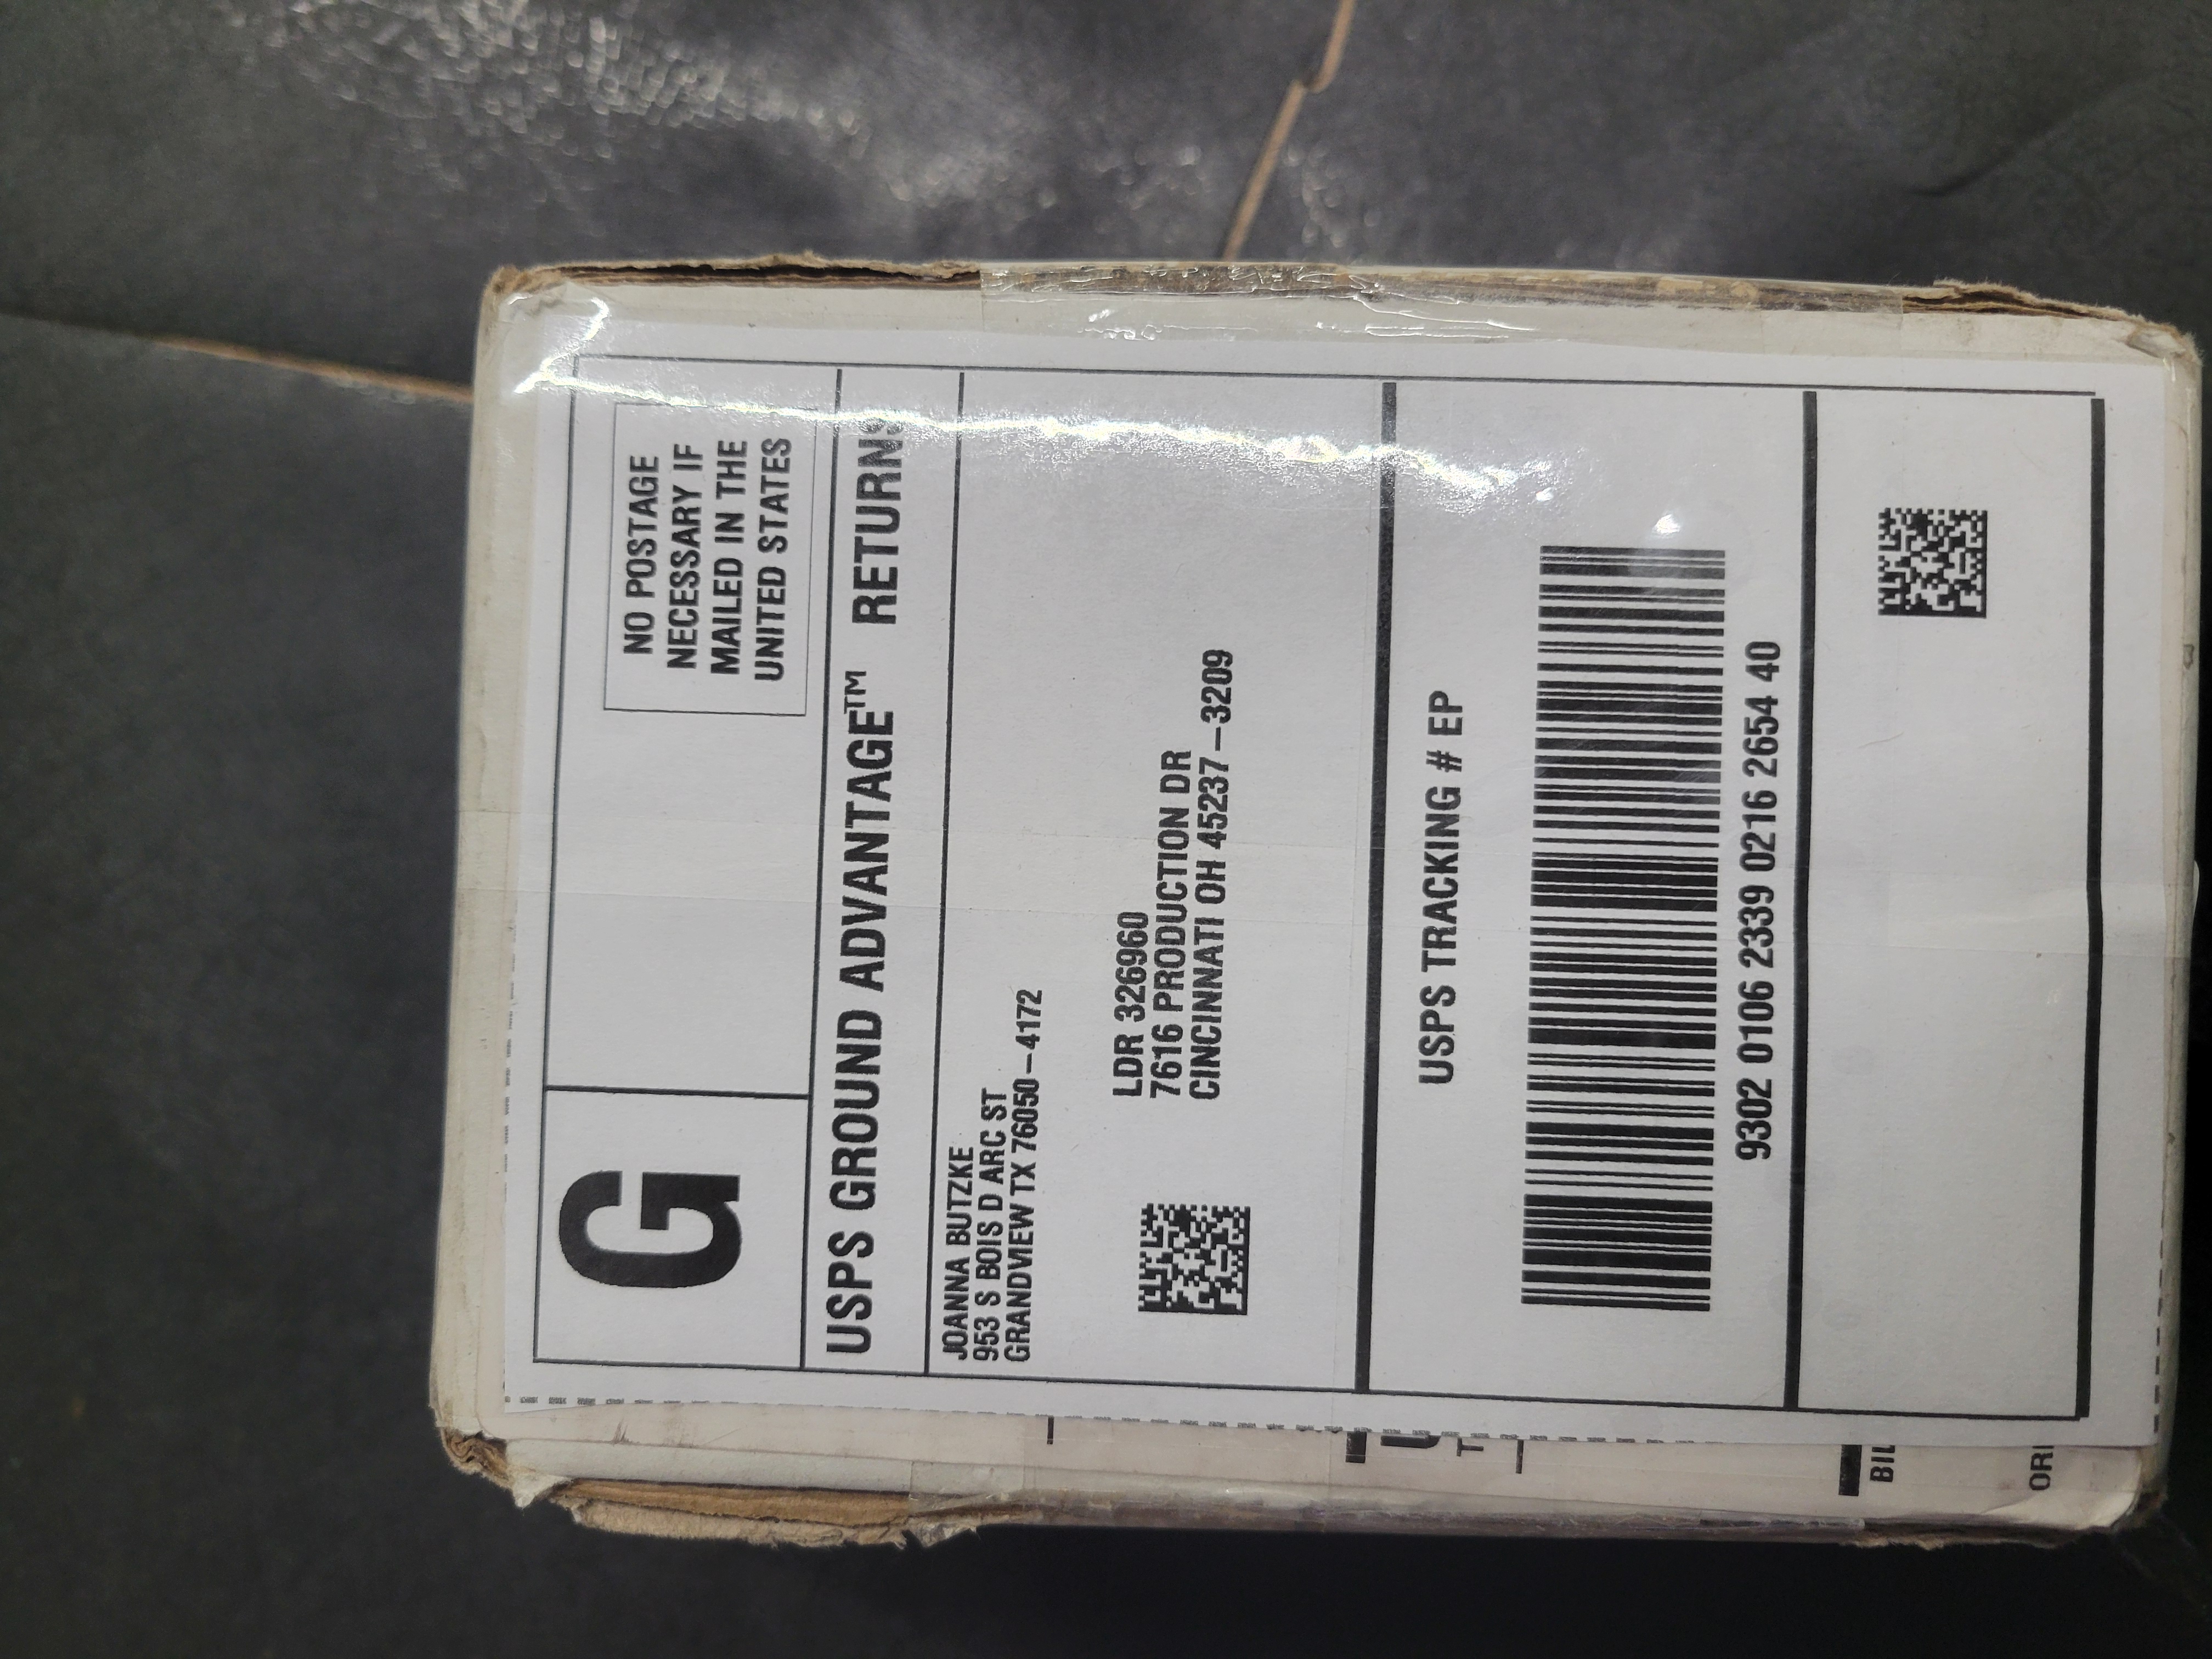 G
NO POSTAGE
NECESSARY IF
MAILED IN THE
UNITED STATES
USPS GROUND ADVANTAGE™ RETURNS
JOANNA BUTZKE
953 S BOIS D ARC ST
GRANDVIEW TX 76050-4172
LDR 326960
7616 PRODUCTION DR
CINCINNATI OH 45237-3209
USPS TRACKING # EP
9302 0106 2339 0216 2654 40